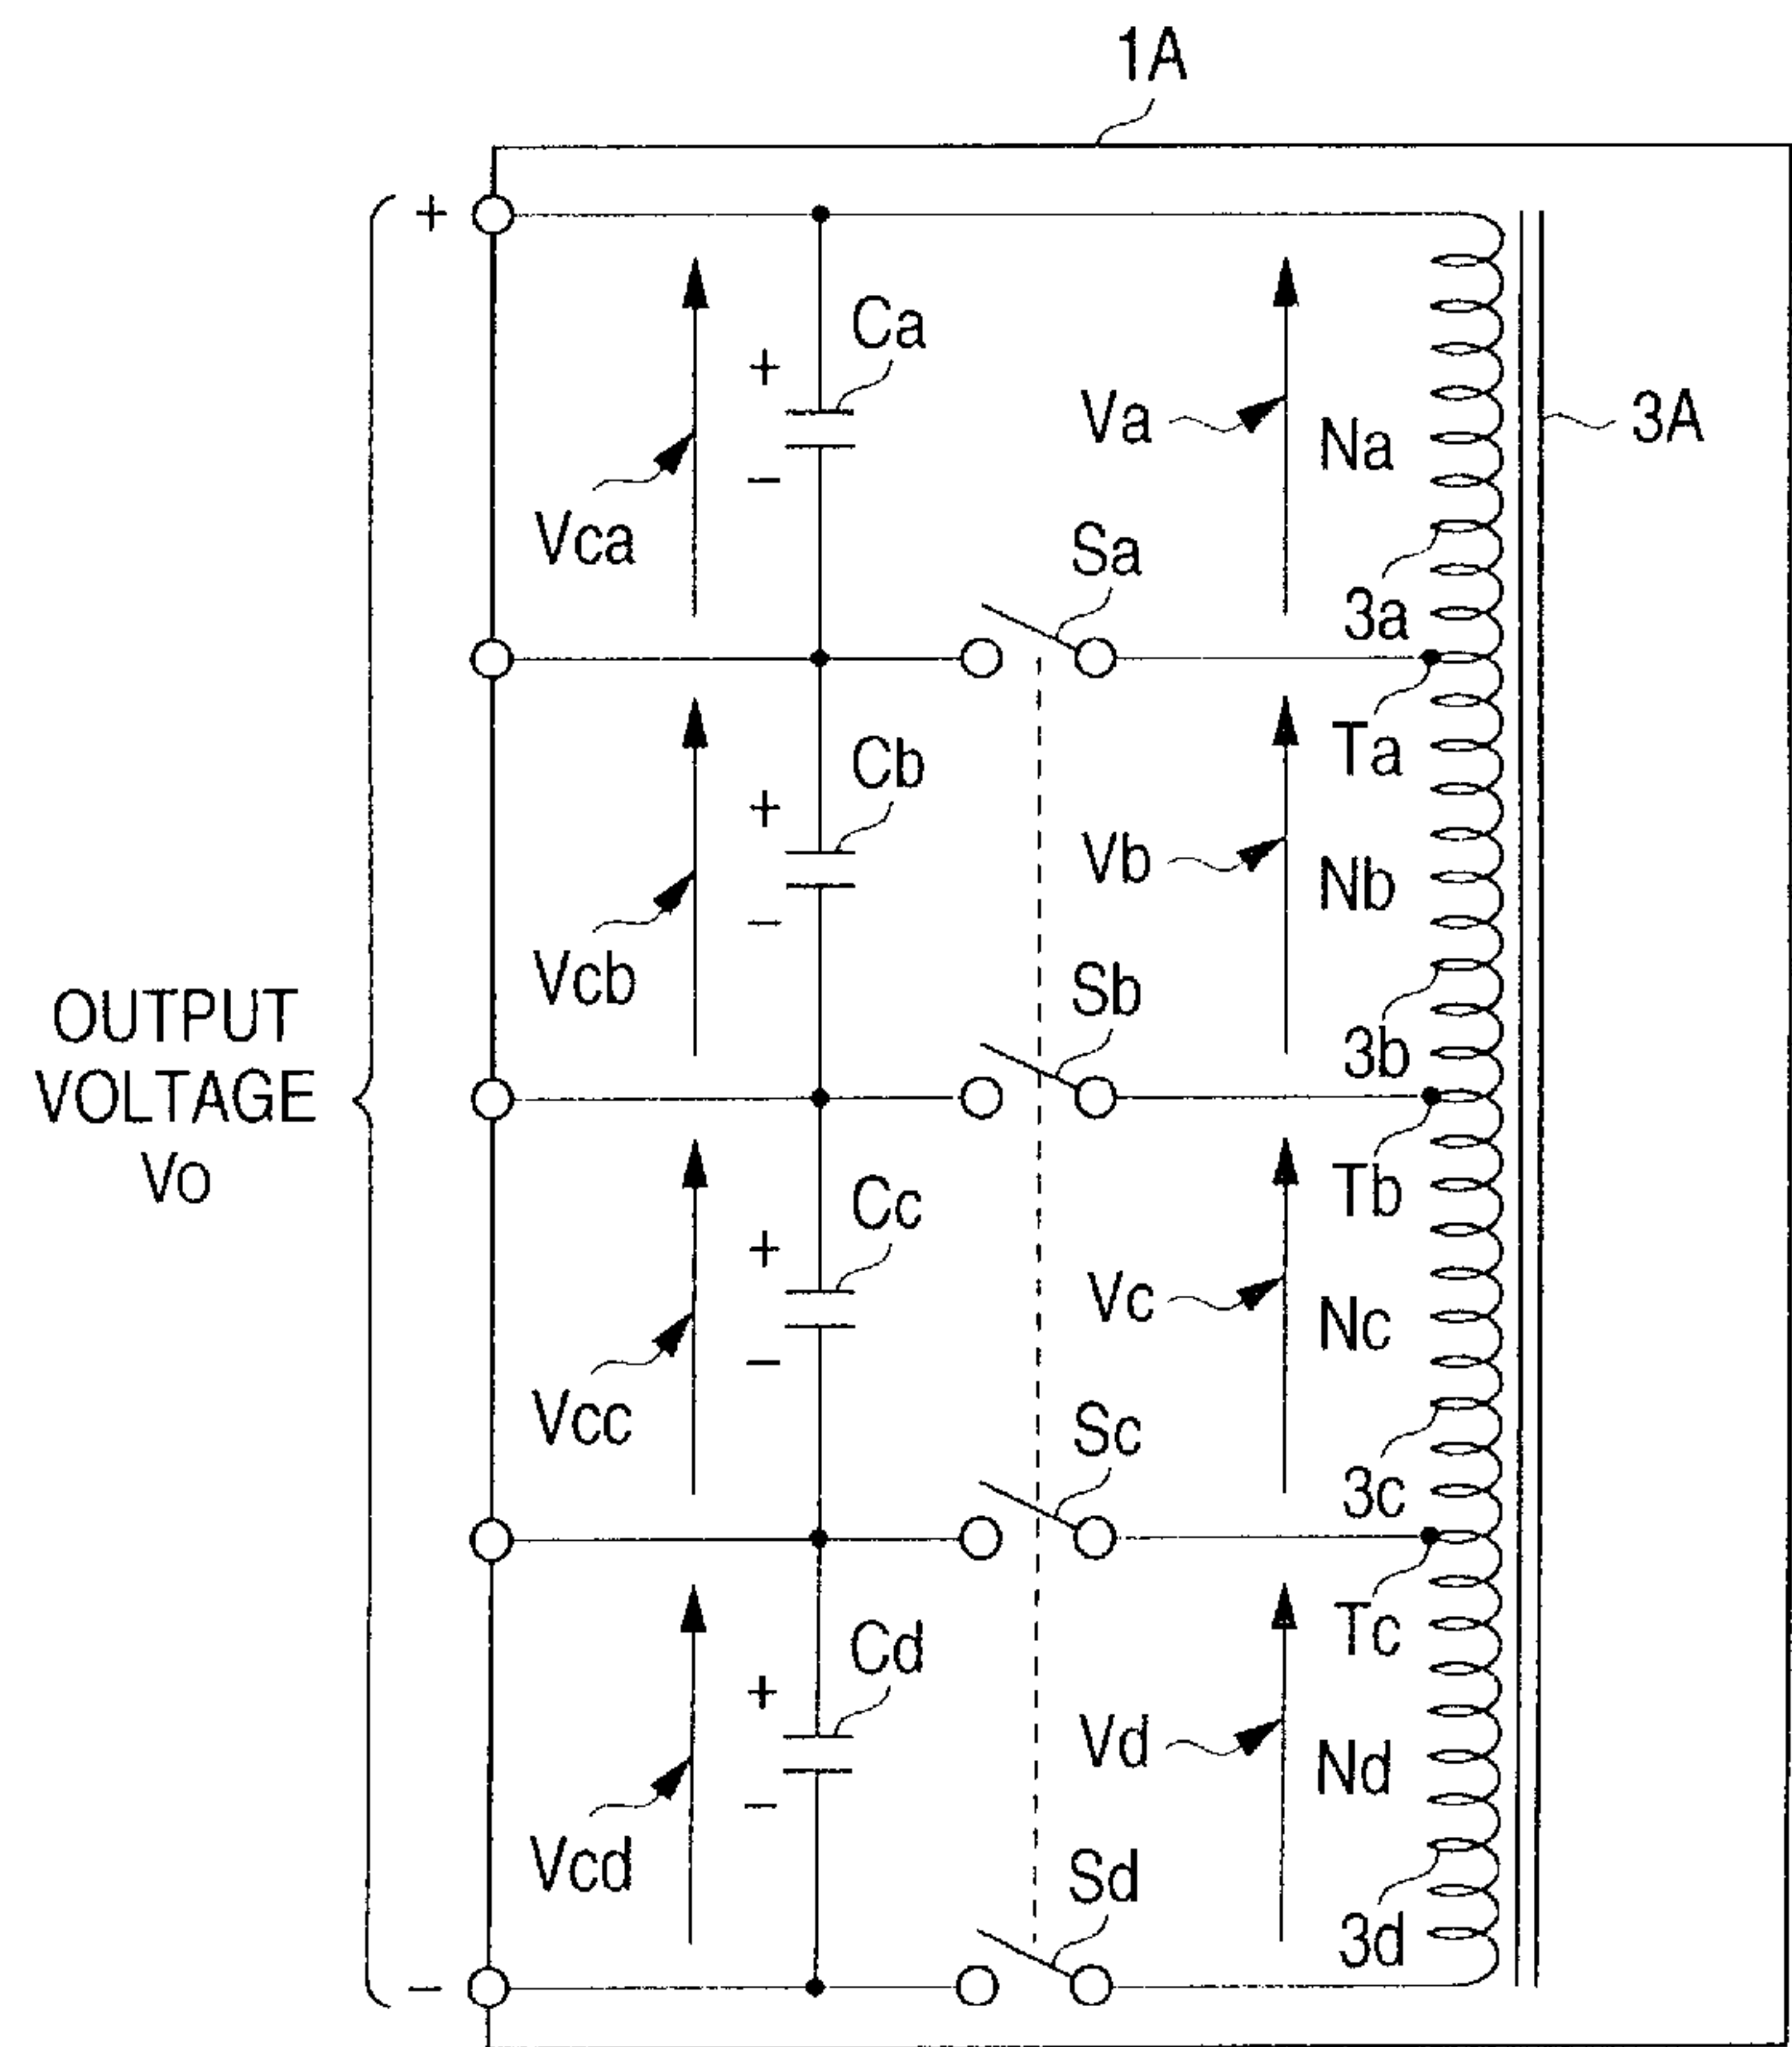 1A
+
Ca
+
Va
Na
3A
−
Vca
Sa
3a
Ta
Cb
+
Vb
Nb
−
Vcb
Sb
3b
OUTPUT
VOLTAGE
Vo
Tb
Cc
+
Vc
Nc
−
Vcc
Sc
3c
Tc
Cd
+
Vd
Nd
−
Vcd
Sd
3d
−